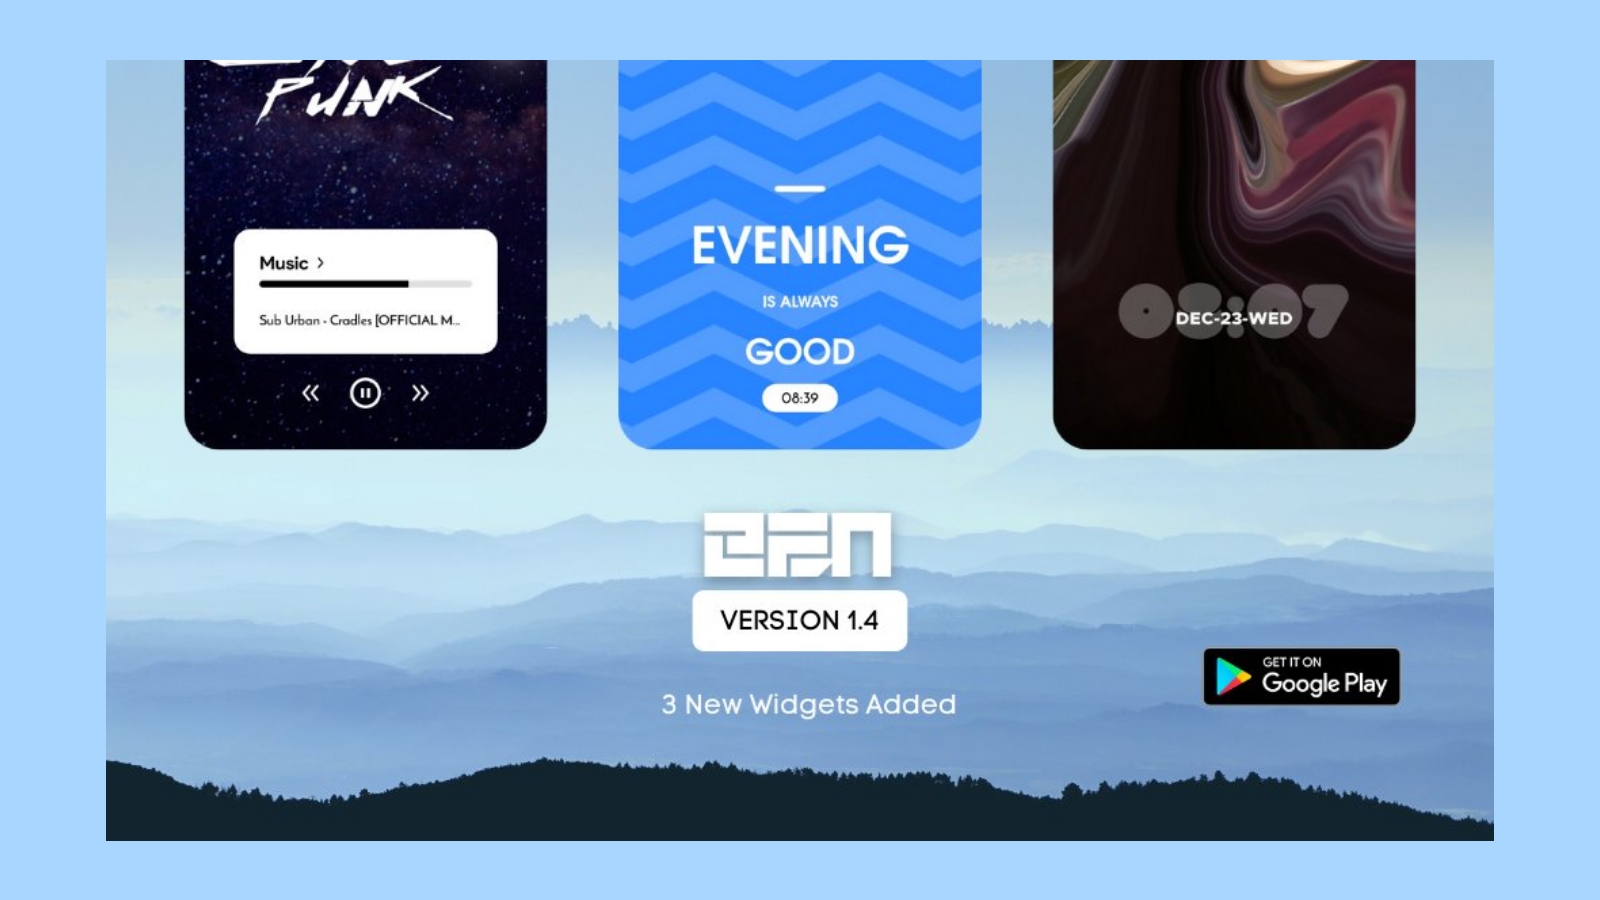 PUNK
Music >
Sub Urban - Cradles [OFFICIAL M...
EVENING
IS ALWAYS
GOOD
08:39
08:07
DEC-23-WED
ZEN
VERSION 1.4
3 New Widgets Added
GET IT ON
Google Play